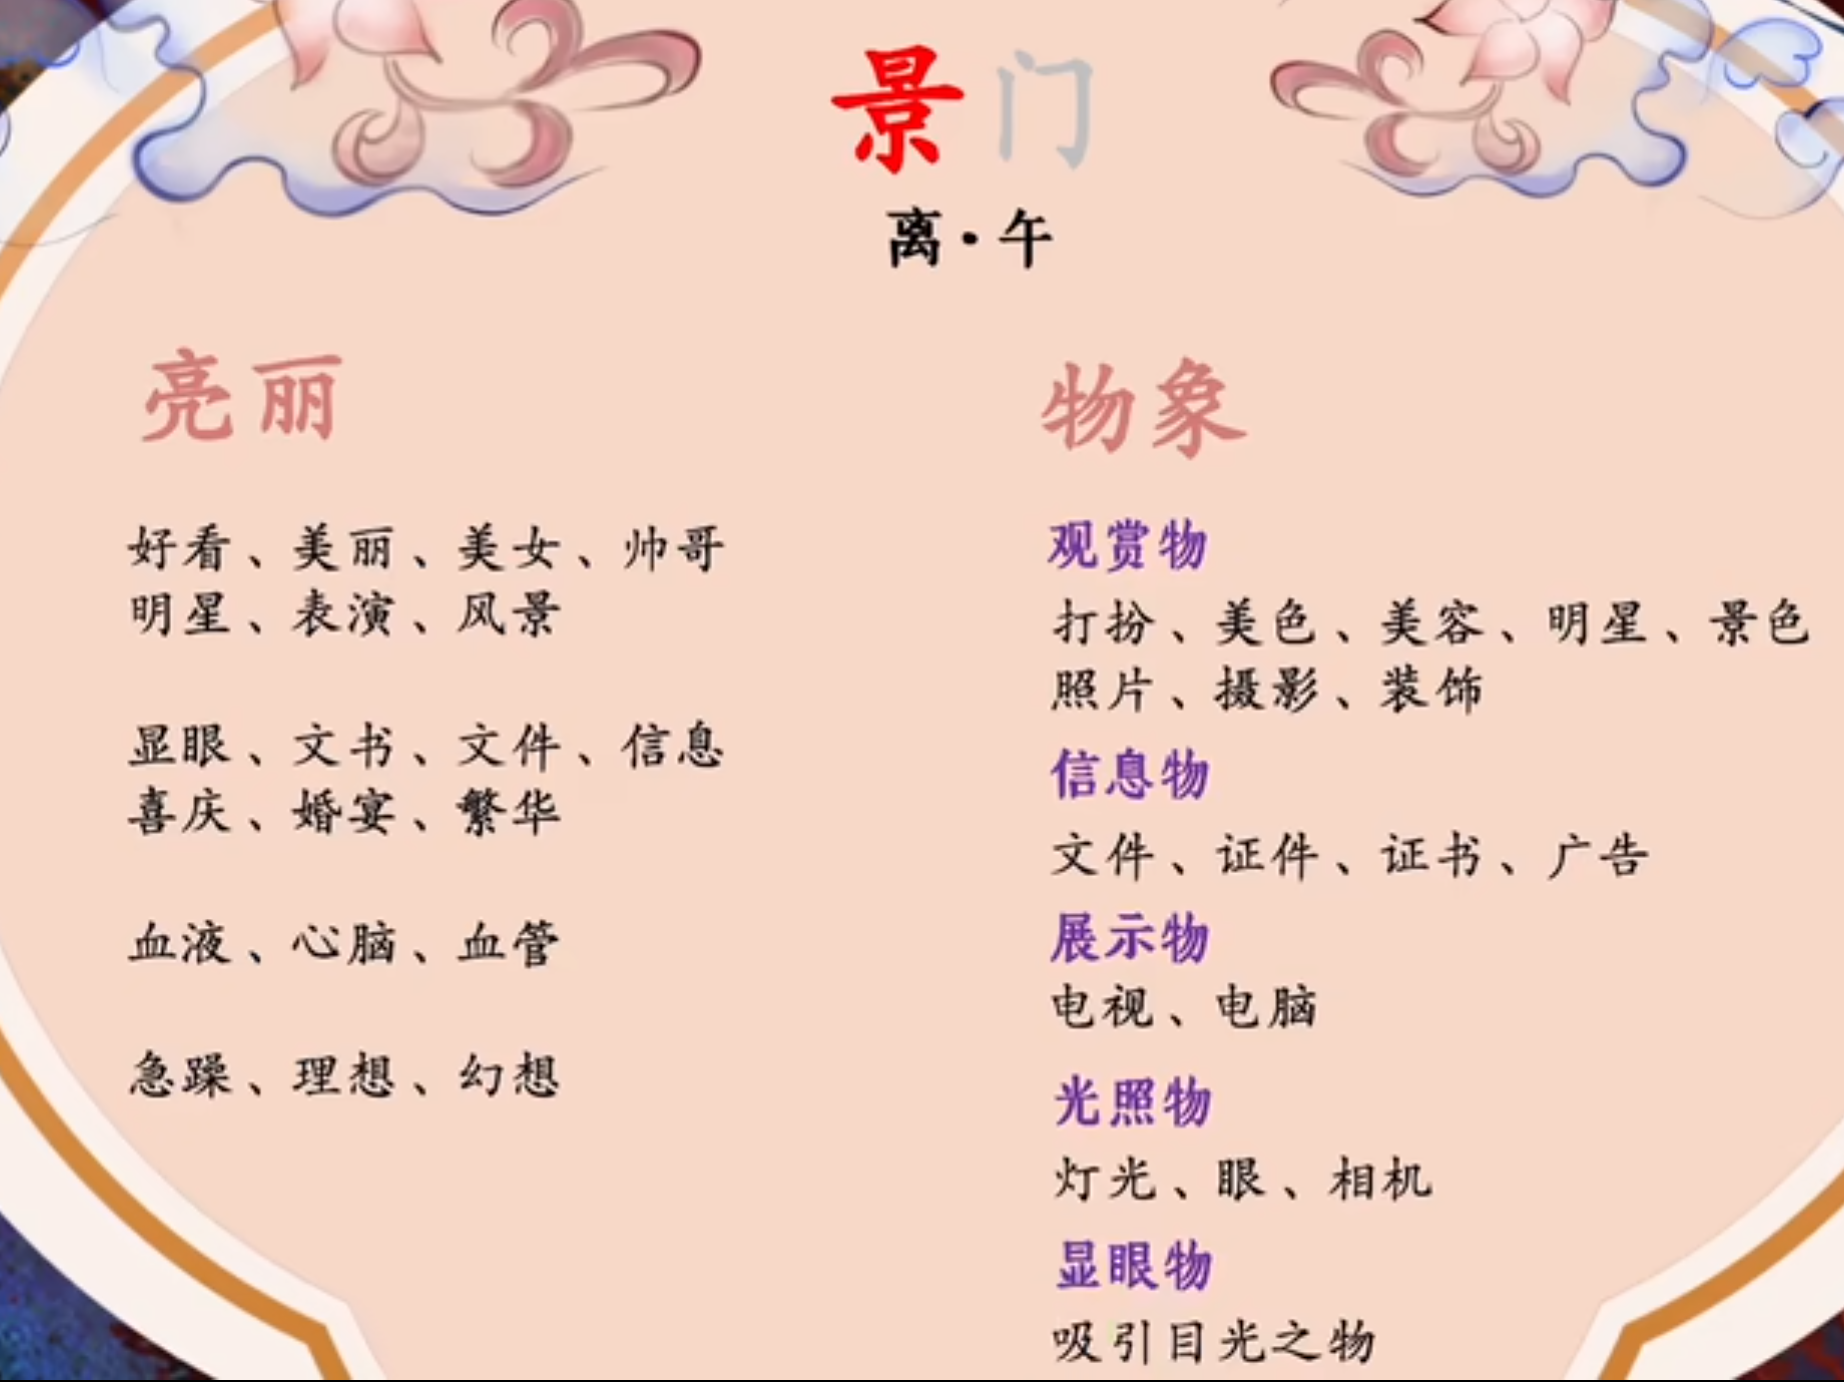 景门
离·午
亮丽
好看、美丽、美女、帅哥
明星、表演、风景
显眼、文书、文件、信息
喜庆、婚宴、繁华
血液、心脑、血管
急躁、理想、幻想
物象
观赏物
打扮、美色、美容、明星、景色
照片、摄影、装饰
信息物
文件、证件、证书、广告
展示物
电视、电脑
光照物
灯光、眼、相机
显眼物
吸引目光之物